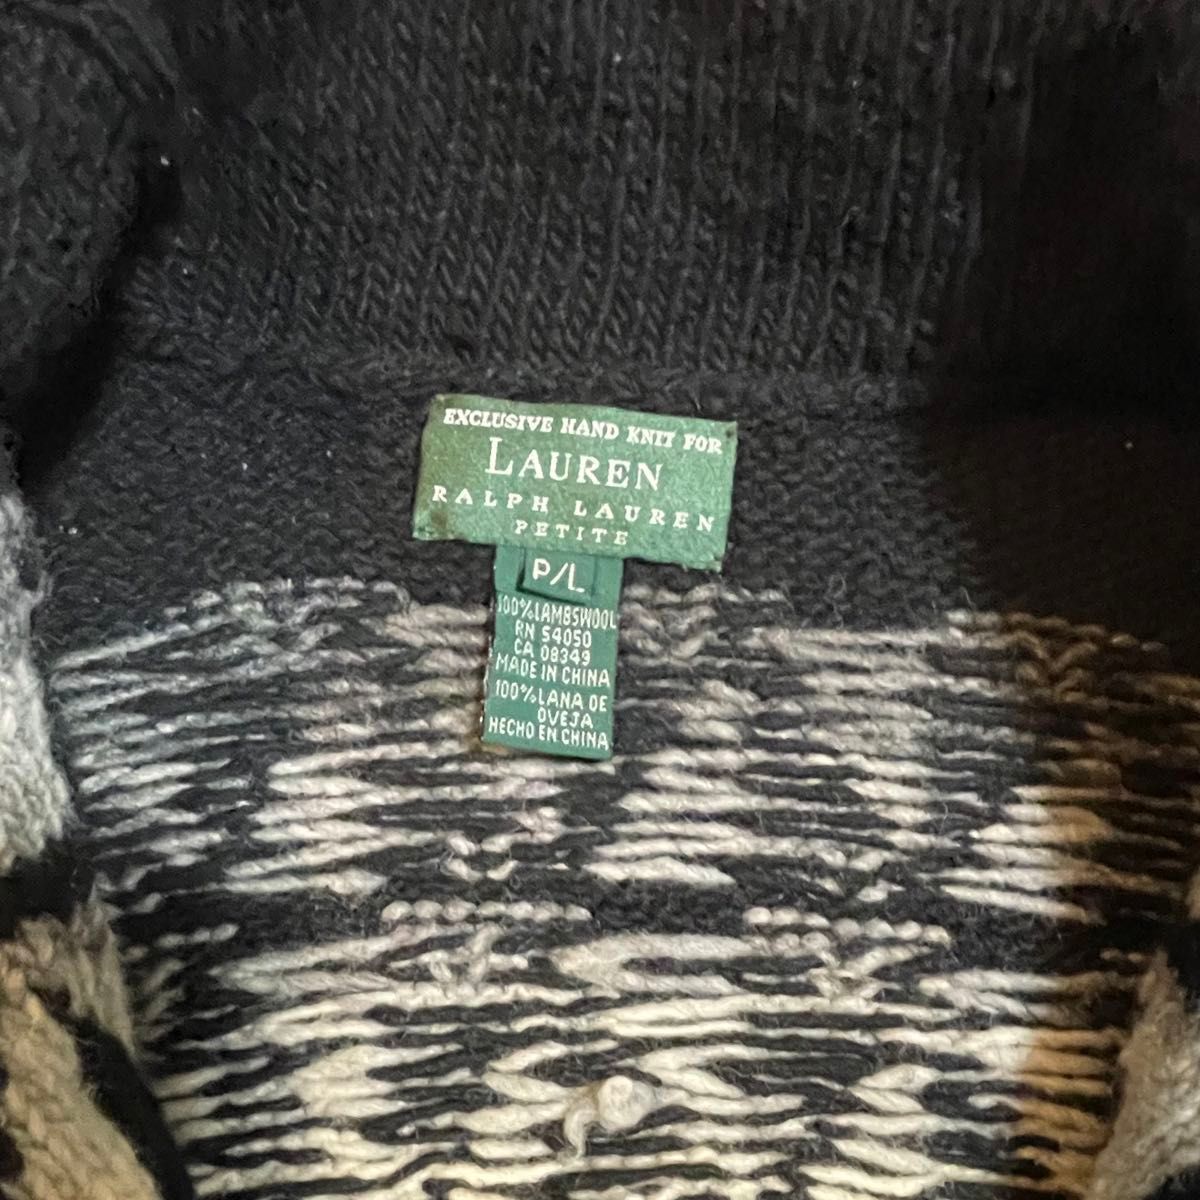 EXCLUSIVE HAND KNIT FOR
LAUREN
RALPH LAUREN
PETITE
P/L
100% LAMBSWOOL
RN 54050
CA 08349
MADE IN CHINA
100% LANA DE
OVEJA
HECHO EN CHINA